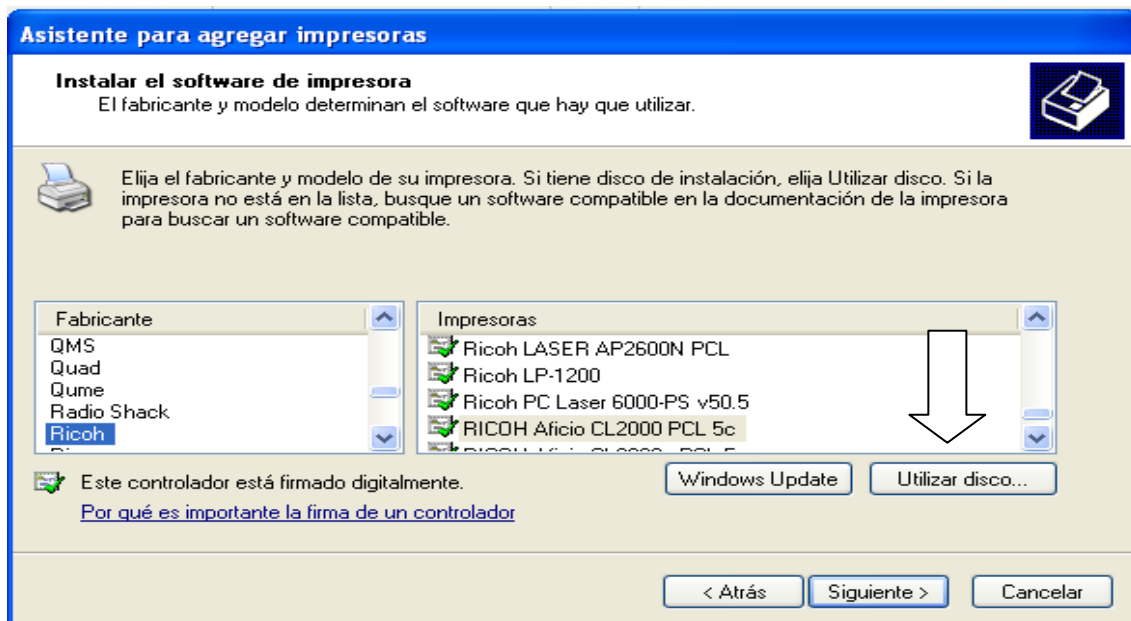 Asistente para agregar impresoras
Instalar el software de impresora
El fabricante y modelo determinan el software que hay que utilizar.
Elija el fabricante y modelo de su impresora. Si tiene disco de instalación, elija Utilizar disco. Si la
impresora no está en la lista, busque un software compatible en la documentación de la impresora
para buscar un software compatible.
Fabricante
QMS
Quad
Qume
Radio Shack
Ricoh
Impresoras
Ricoh LASER AP2600N PCL
Ricoh LP-1200
Ricoh PC Laser 6000-PS v50.5
RICOH Aficio CL2000 PCL 5c
Este controlador está firmado digitalmente.
Por qué es importante la firma de un controlador
Windows Update
Utilizar disco...
< Atrás
Siguiente >
Cancelar